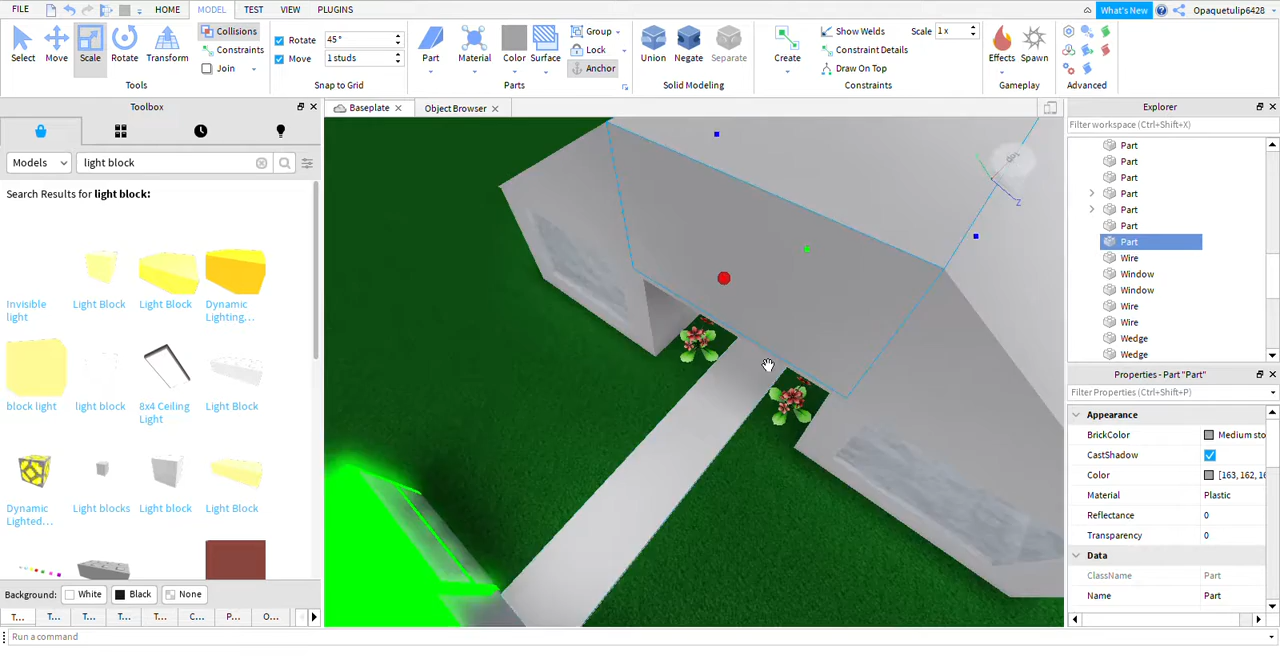 FILE HOME MODEL TEST VIEW PLUGINS What's New Opaquetulip6428
Select Move Scale Rotate Transform
Collisions
Constraints
Join
Tools
Rotate 45°
Move 1 studs
Snap to Grid
Part Material Color Surface
Group
Lock
Anchor
Parts
Union Negate Separate
Solid Modeling
Create
Show Welds Scale 1 x
Constraint Details
Draw On Top
Constraints
Effects Spawn
Gameplay
Advanced
Toolbox
Models light block
Search Results for light block:
Invisible light
Light Block
Light Block
Dynamic Lighting...
block light
light block
8x4 Ceiling Light
Light Block
Dynamic Lighted...
Light blocks
Light block
Light Block
Background: White Black None
T... T... T... T... T... C... P... O...
Run a command
Baseplate Object Browser
Explorer
Filter workspace (Ctrl+Shift+X)
Part
Part
Part
Part
Part
Part
Part
Wire
Window
Window
Wire
Wire
Wedge
Wedge
Properties - Part "Part"
Filter Properties (Ctrl+Shift+P)
Appearance
BrickColor Medium sto
CastShadow
Color [163, 162, 16
Material Plastic
Reflectance 0
Transparency 0
Data
ClassName Part
Name Part
Z